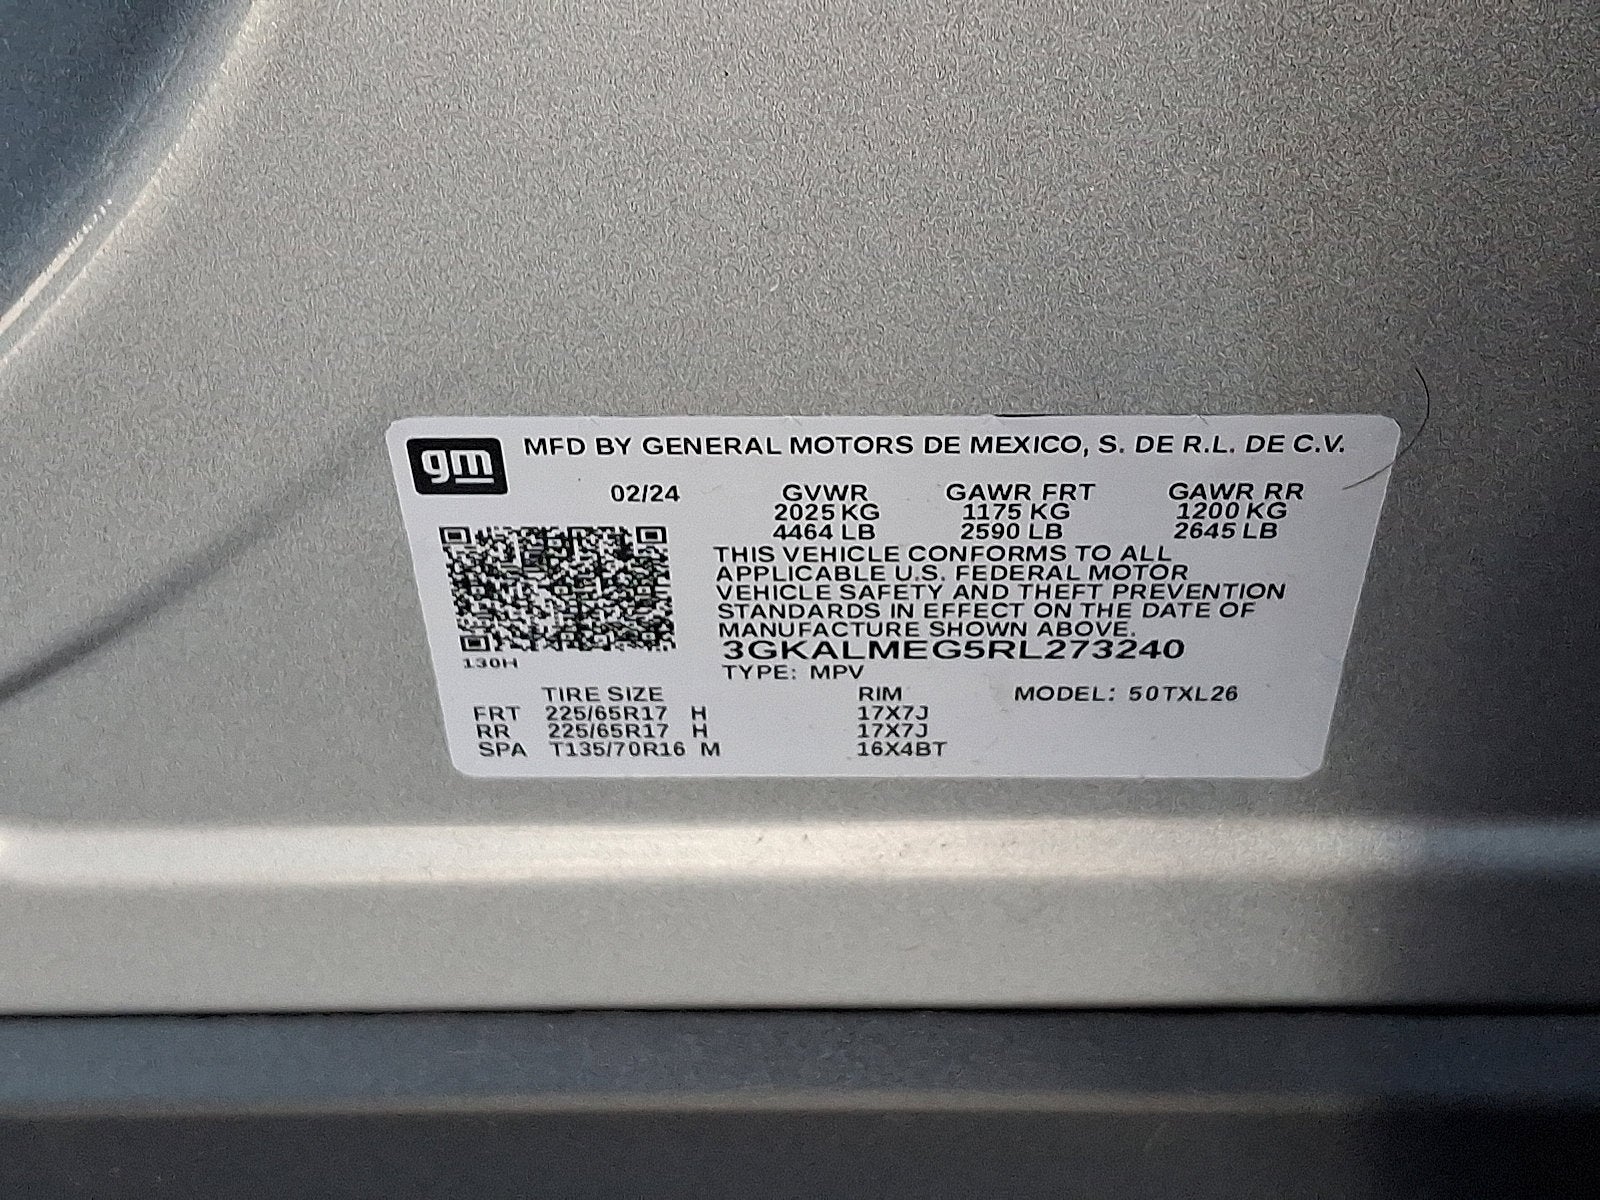 gm
MFD BY GENERAL MOTORS DE MEXICO, S. DE R.L. DE C.V.
02/24 GVWR GAWR FRT GAWR RR
2025 KG 1175 KG 1200 KG
4464 LB 2590 LB 2645 LB
THIS VEHICLE CONFORMS TO ALL
APPLICABLE U.S. FEDERAL MOTOR
VEHICLE SAFETY AND THEFT PREVENTION
STANDARDS IN EFFECT ON THE DATE OF
MANUFACTURE SHOWN ABOVE.
3GKALMEG5RL273240
130H
TYPE: MPV
TIRE SIZE RIM MODEL: 50TXL26
FRT 225/65R17 H 17X7J
RR 225/65R17 H 17X7J
SPA T135/70R16 M 16X4BT